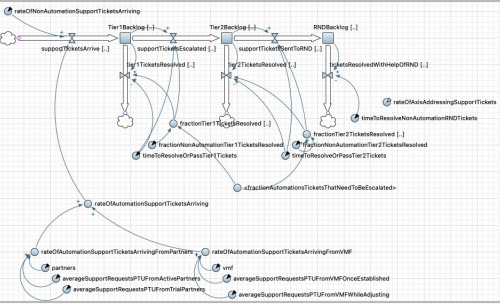 rateOfNonAutomationSupportTicketsArriving
Tier1Backlog [..]
Tier2Backlog [..]
RNDBacklog [..]
supportTicketsArrive [..]
supportTicketsEscalated [..]
supportTicketsSentToRND [..]
tier1TicketsResolved [..]
tier2TicketsResolved [..]
ticketsResolvedWithHelpOfRND [..]
rateOfAxisAddressingSupportTickets
timeToResolveNonAutomationRNDTickets
fractionTier1TicketsResolved [..]
fractionTier2TicketsResolved [..]
fractionNonAutomationTier1TicketsResolved
fractionNonAutomationTier2TicketsResolved
timeToResolveOrPassTier1Tickets
timeToResolveOrPassTier2Tickets
<fractionAutomationsTicketsThatNeedToBeEscalated>
rateOfAutomationSupportTicketsArriving
rateOfAutomationSupportTicketsArrivingFromPartners
rateOfAutomationSupportTicketsArrivingFromVMF
partners
vmf
averageSupportRequestsPTUFromActivePartners
averageSupportRequestsPTUFromVMFOnceEstablished
averageSupportRequestsPTUFromTrialPartners
averageSupportRequestsPTUFromVMFWhileAdjusting